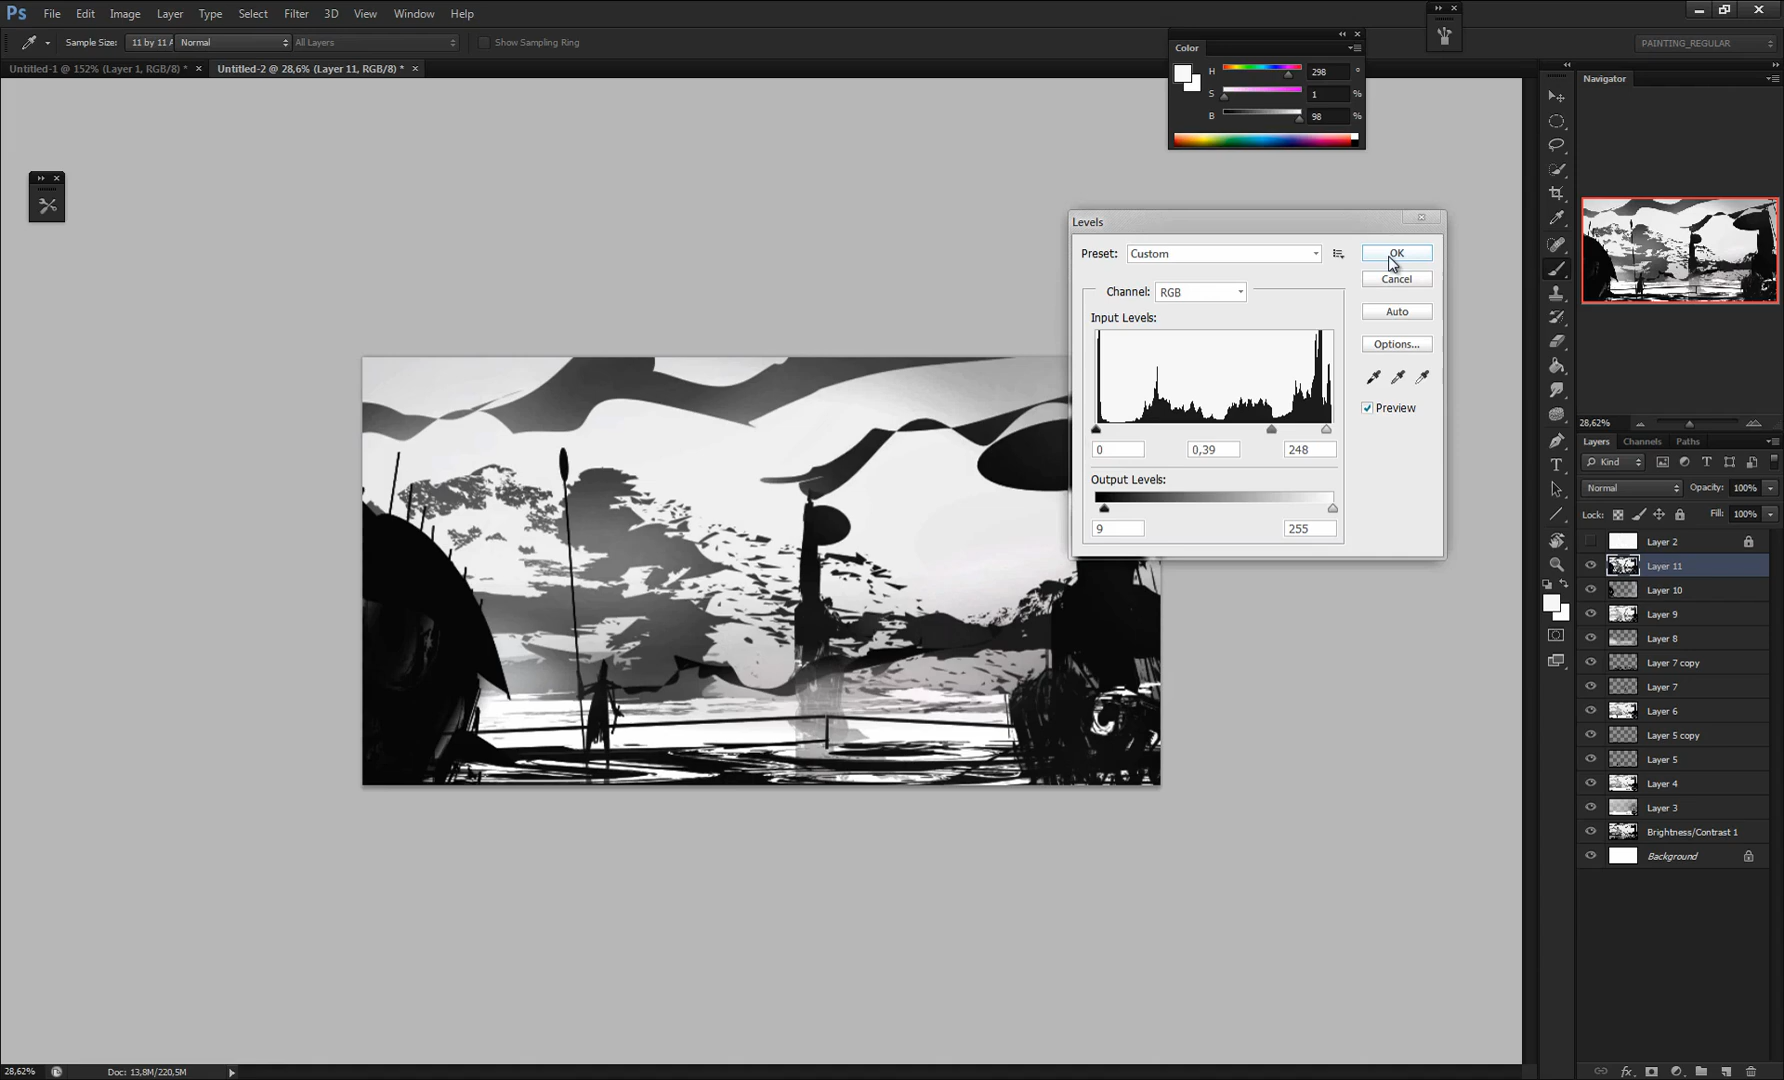 Ps File Edit Image Layer Type Select Filter 3D View Window Help
Sample Size: 11 by 11 A Normal All Layers Show Sampling Ring
PAINTING_REGULAR
Untitled-1 @ 152% (Layer 1, RGB/8) * Untitled-2 @ 28,6% (Layer 11, RGB/8) *
Color
H 298 °
S 1 %
B 98 %
Navigator
28,62%
Levels
Preset: Custom
OK
Cancel
Channel: RGB
Auto
Input Levels:
Options...
Preview
0 0,39 248
Output Levels:
9 255
Layers Channels Paths
Kind
Normal Opacity: 100%
Lock: Fill: 100%
Layer 2
Layer 11
Layer 10
Layer 9
Layer 8
Layer 7 copy
Layer 7
Layer 6
Layer 5 copy
Layer 5
Layer 4
Layer 3
Brightness/Contrast 1
Background
28,62% Doc: 13,8M/220,5M